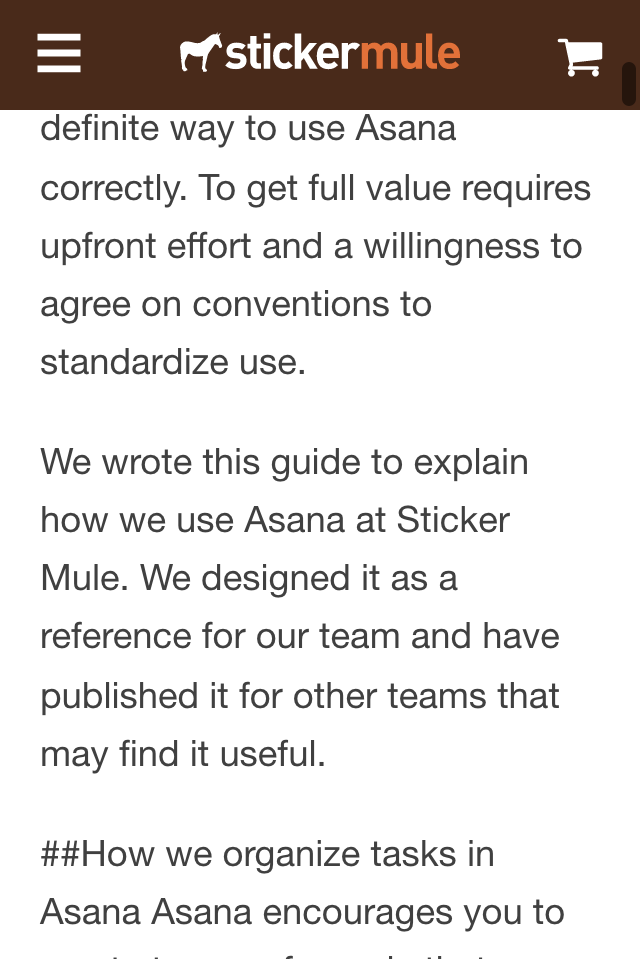 stickermule
definite way to use Asana
correctly. To get full value requires
upfront effort and a willingness to
agree on conventions to
standardize use.
We wrote this guide to explain
how we use Asana at Sticker
Mule. We designed it as a
reference for our team and have
published it for other teams that
may find it useful.
##How we organize tasks in
Asana Asana encourages you to